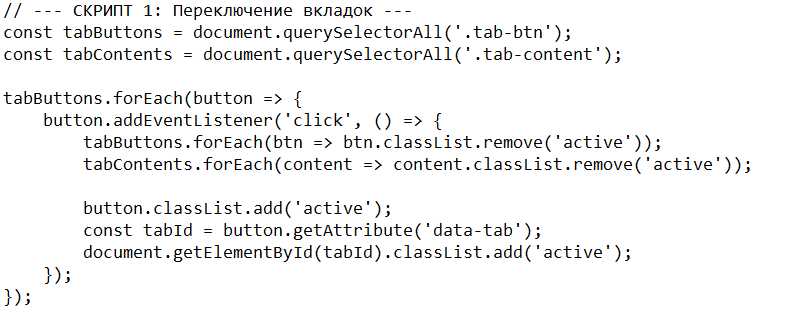 // --- СКРИПТ 1: Переключение вкладок ---
const tabButtons = document.querySelectorAll('.tab-btn');
const tabContents = document.querySelectorAll('.tab-content');

tabButtons.forEach(button => {
    button.addEventListener('click', () => {
        tabButtons.forEach(btn => btn.classList.remove('active'));
        tabContents.forEach(content => content.classList.remove('active'));

        button.classList.add('active');
        const tabId = button.getAttribute('data-tab');
        document.getElementById(tabId).classList.add('active');
    });
});